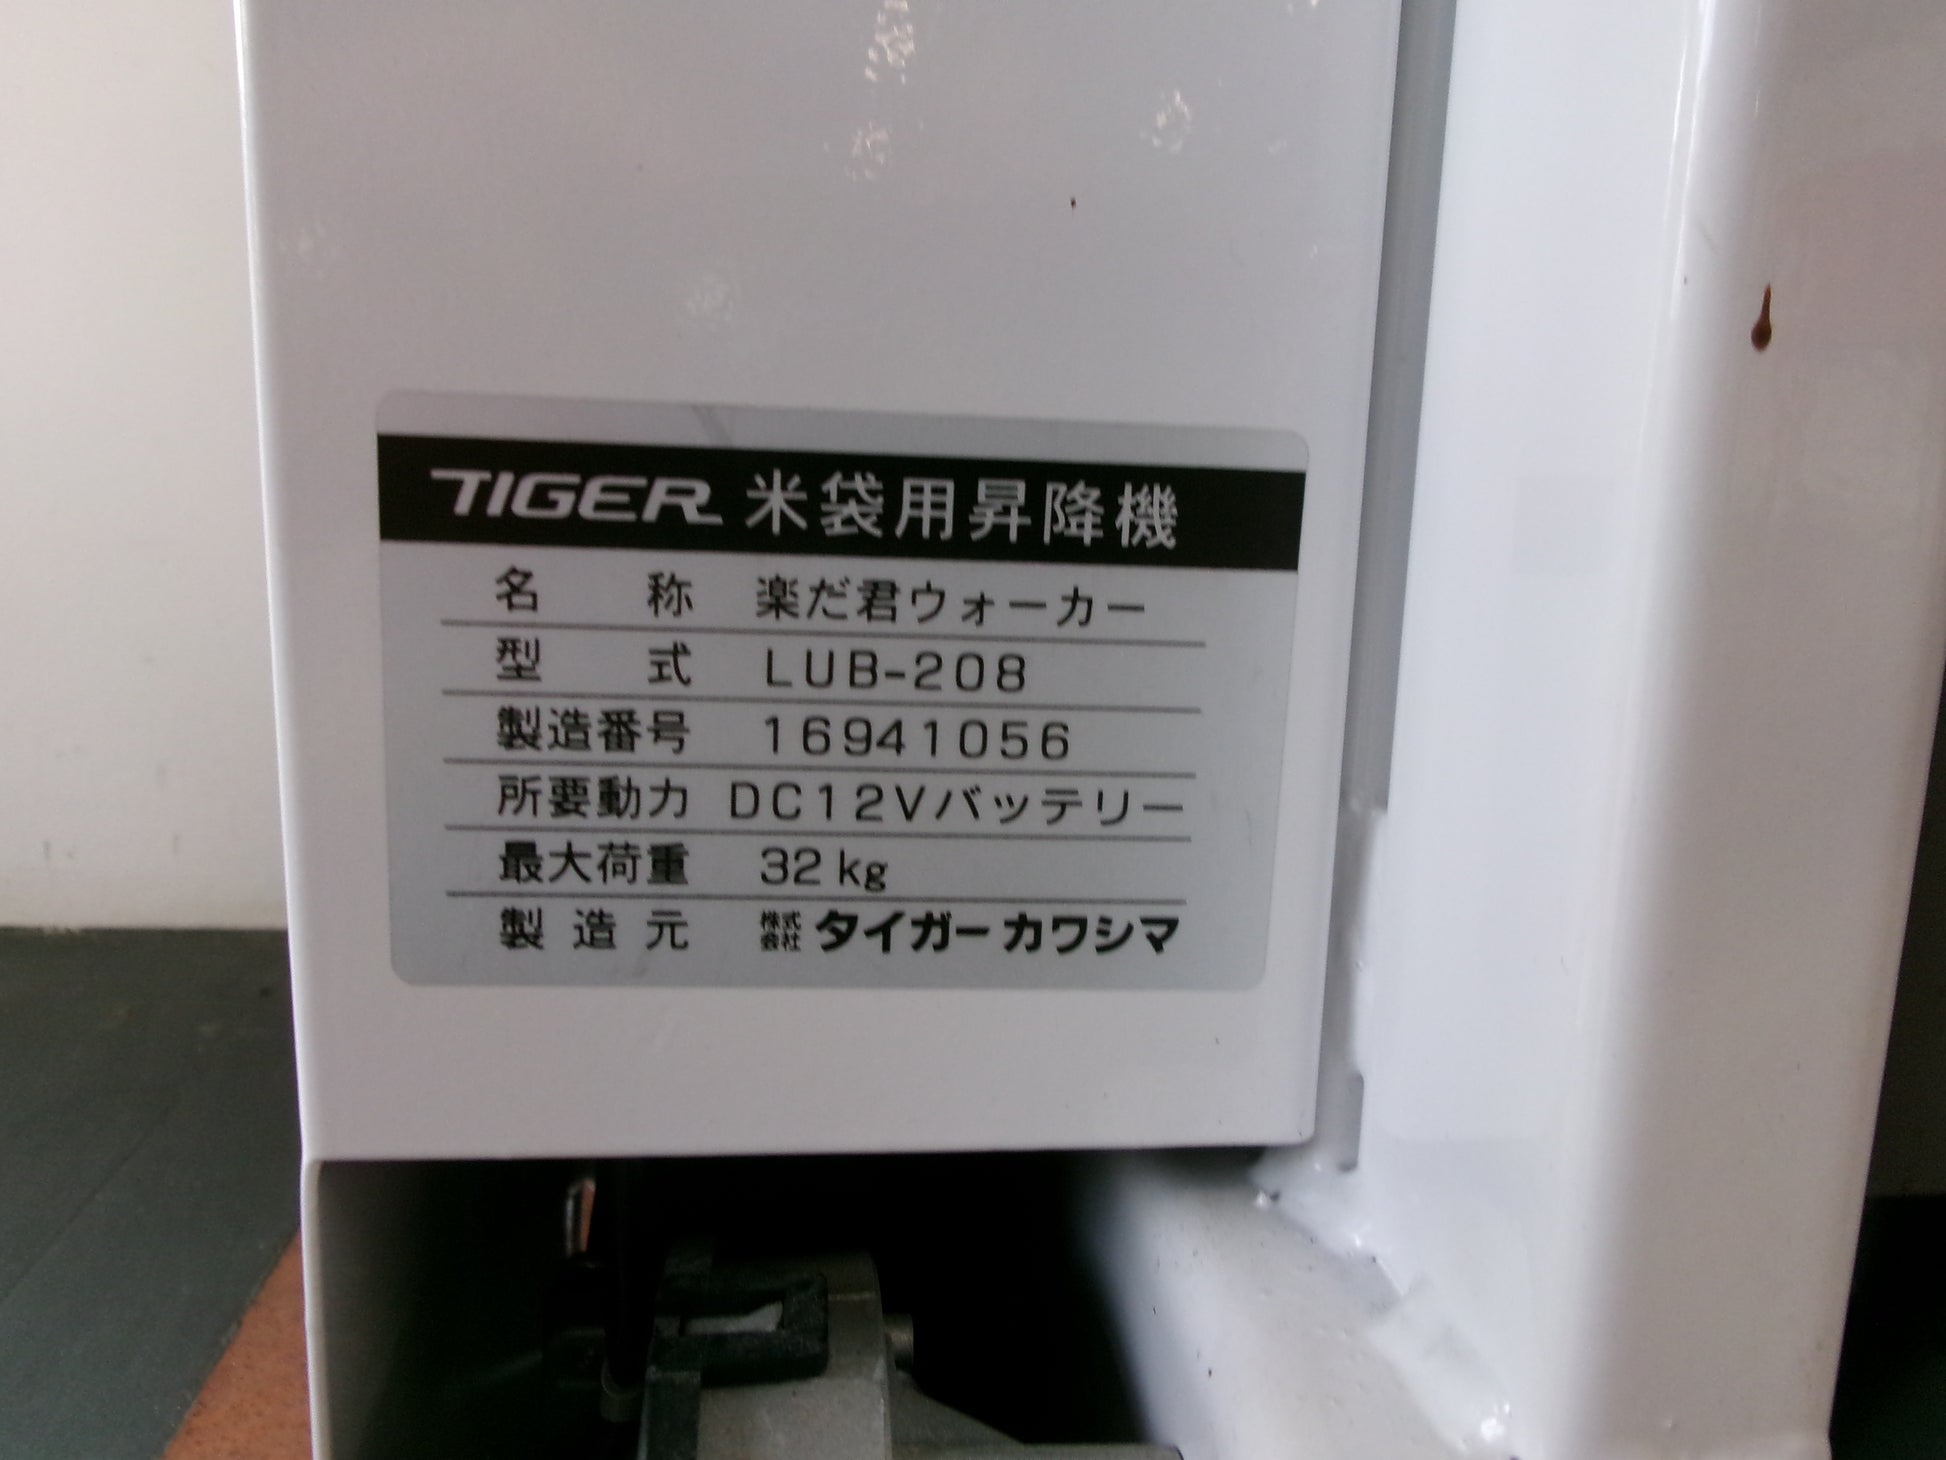 TIGER 米袋用昇降機
名称 楽だ君ウォーカー
型式 LUB-208
製造番号 16941056
所要動力 DC12Vバッテリー
最大荷重 32kg
製造元 株式会社 タイガーカワシマ